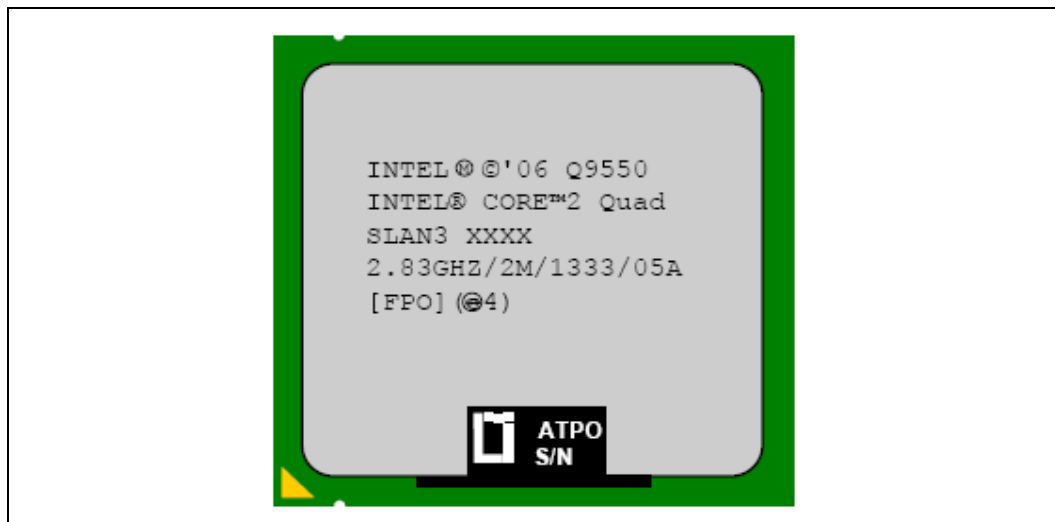 INTEL Ⓜ ©'06 Q9550
INTEL® CORE™2 Quad
SLAN3 XXXX
2.83GHZ/2M/1333/05A
[FPO] (e4)
ATPO
S/N